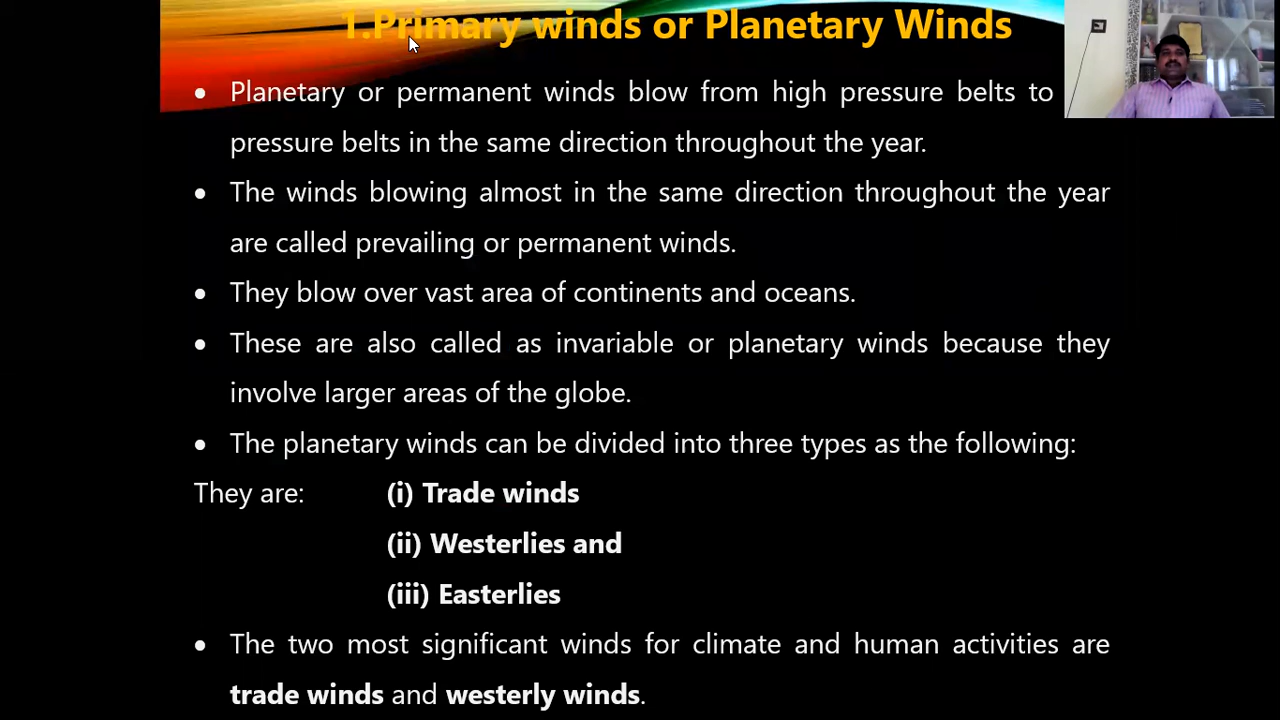 1.Primary winds or Planetary Winds
• Planetary or permanent winds blow from high pressure belts to
pressure belts in the same direction throughout the year.
• The winds blowing almost in the same direction throughout the year
are called prevailing or permanent winds.
• They blow over vast area of continents and oceans.
• These are also called as invariable or planetary winds because they
involve larger areas of the globe.
• The planetary winds can be divided into three types as the following:
They are: (i) Trade winds
(ii) Westerlies and
(iii) Easterlies
• The two most significant winds for climate and human activities are
trade winds and westerly winds.